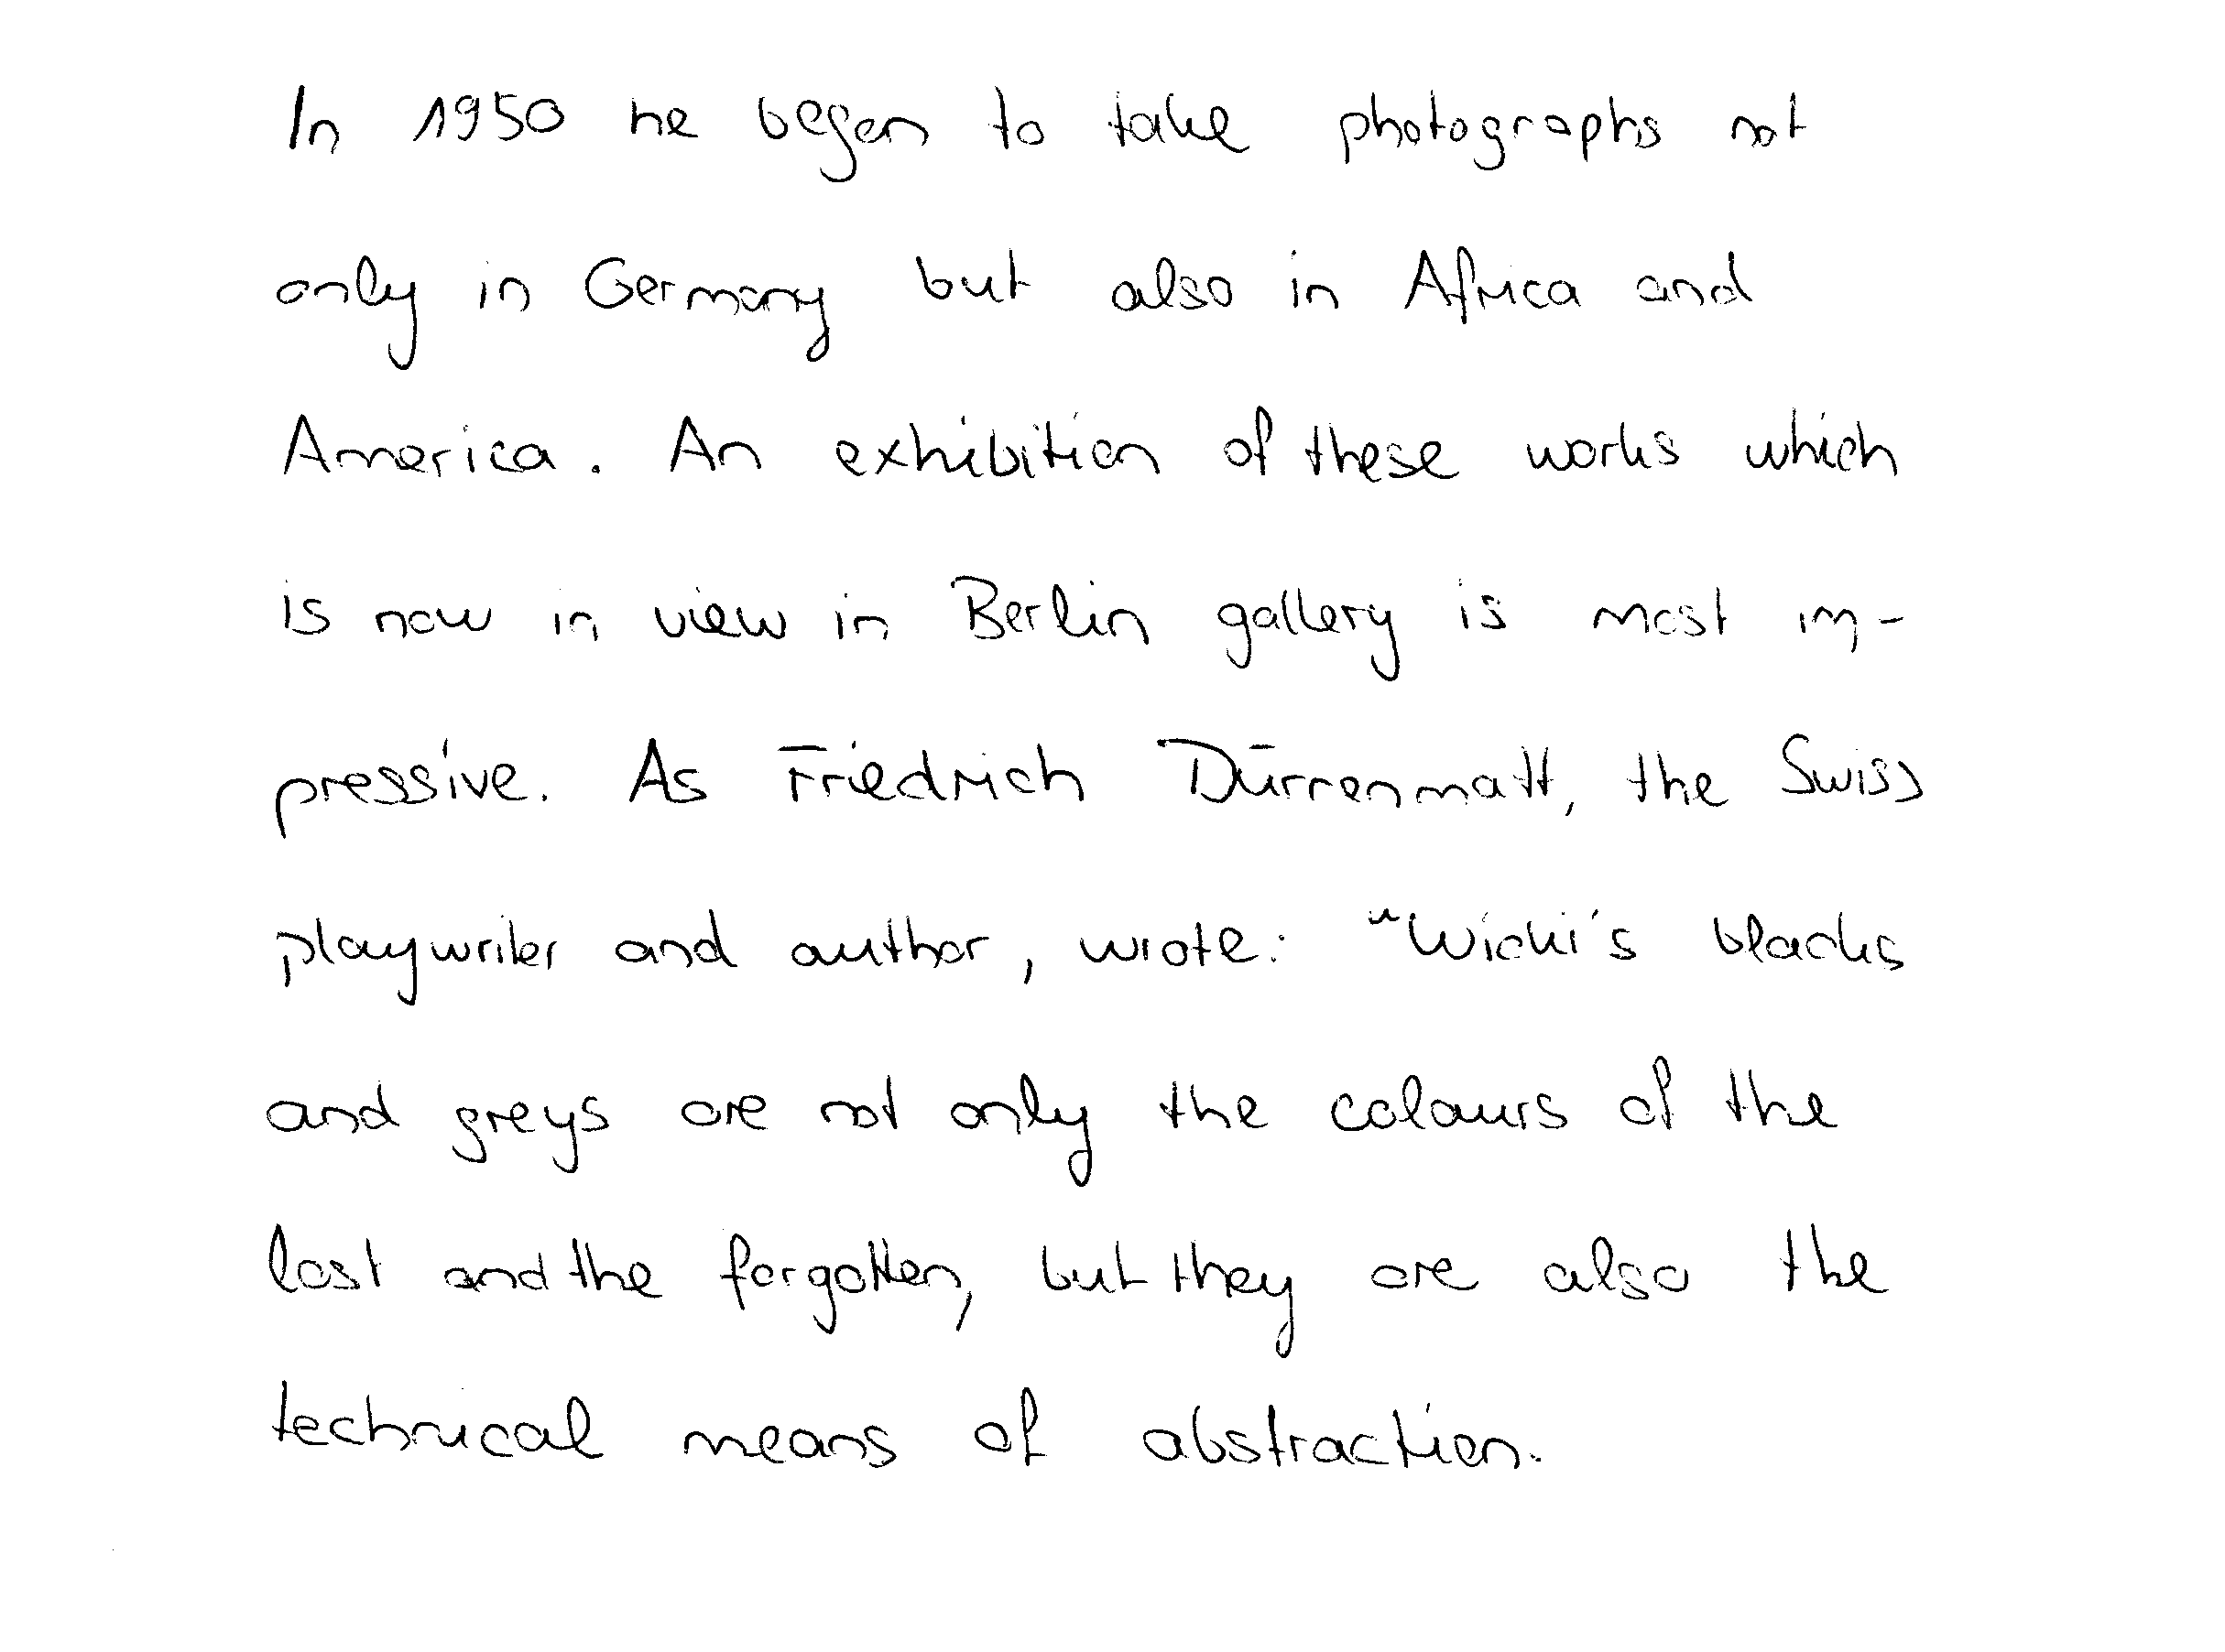 In 1950 he began to take photographs not
only in Germany but also in Africa and
America. An exhibition of these works which
is now in view in Berlin gallery is most im-
pressive. As Friedrich Dürrenmatt, the Swiss
playwriter and author, wrote: "Wicki's blacks
and greys are not only the colours of the
lost and the forgotten, but they are also the
technical means of abstraction.